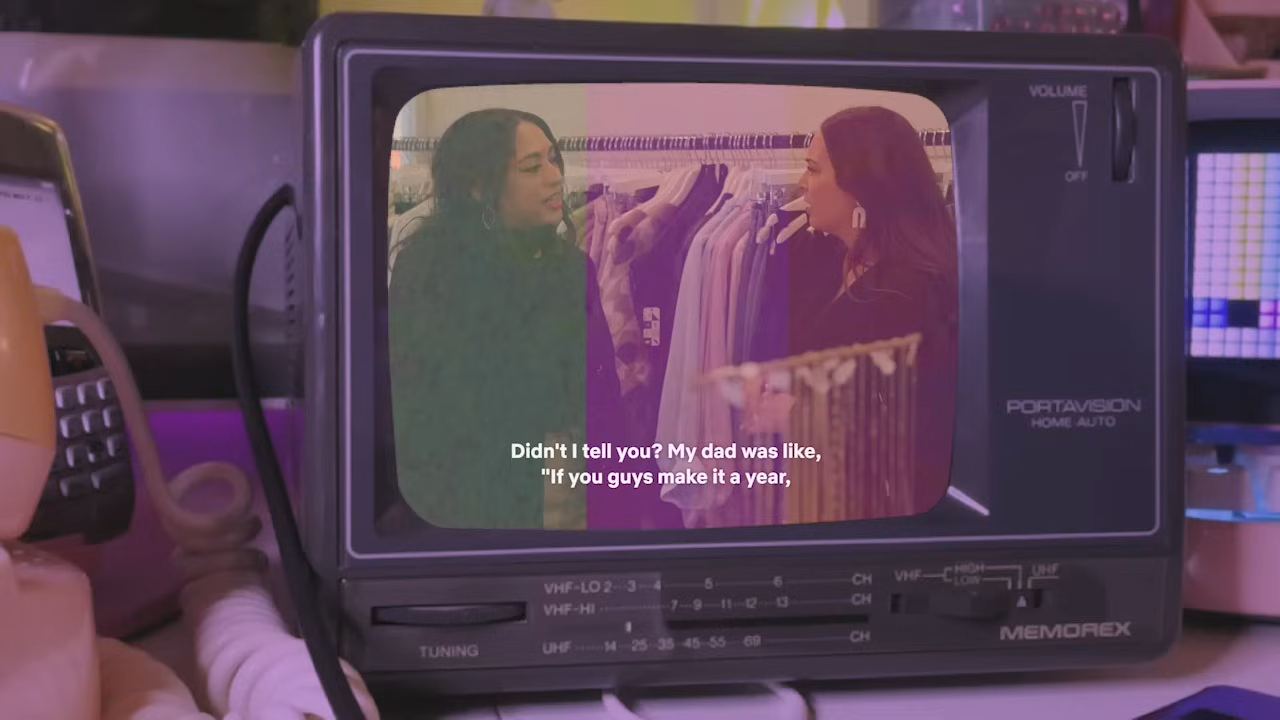 VOLUME
OFF
Didn't I tell you? My dad was like,
"If you guys make it a year,
PORTAVISION
HOME AUTO
VHF-LO 2 3 4 5 6 CH
VHF-HI 7 9 11 12 13 CH
UHF 14 25 35 45 55 69 CH
TUNING
VHF HIGH LOW UHF
MEMOREX